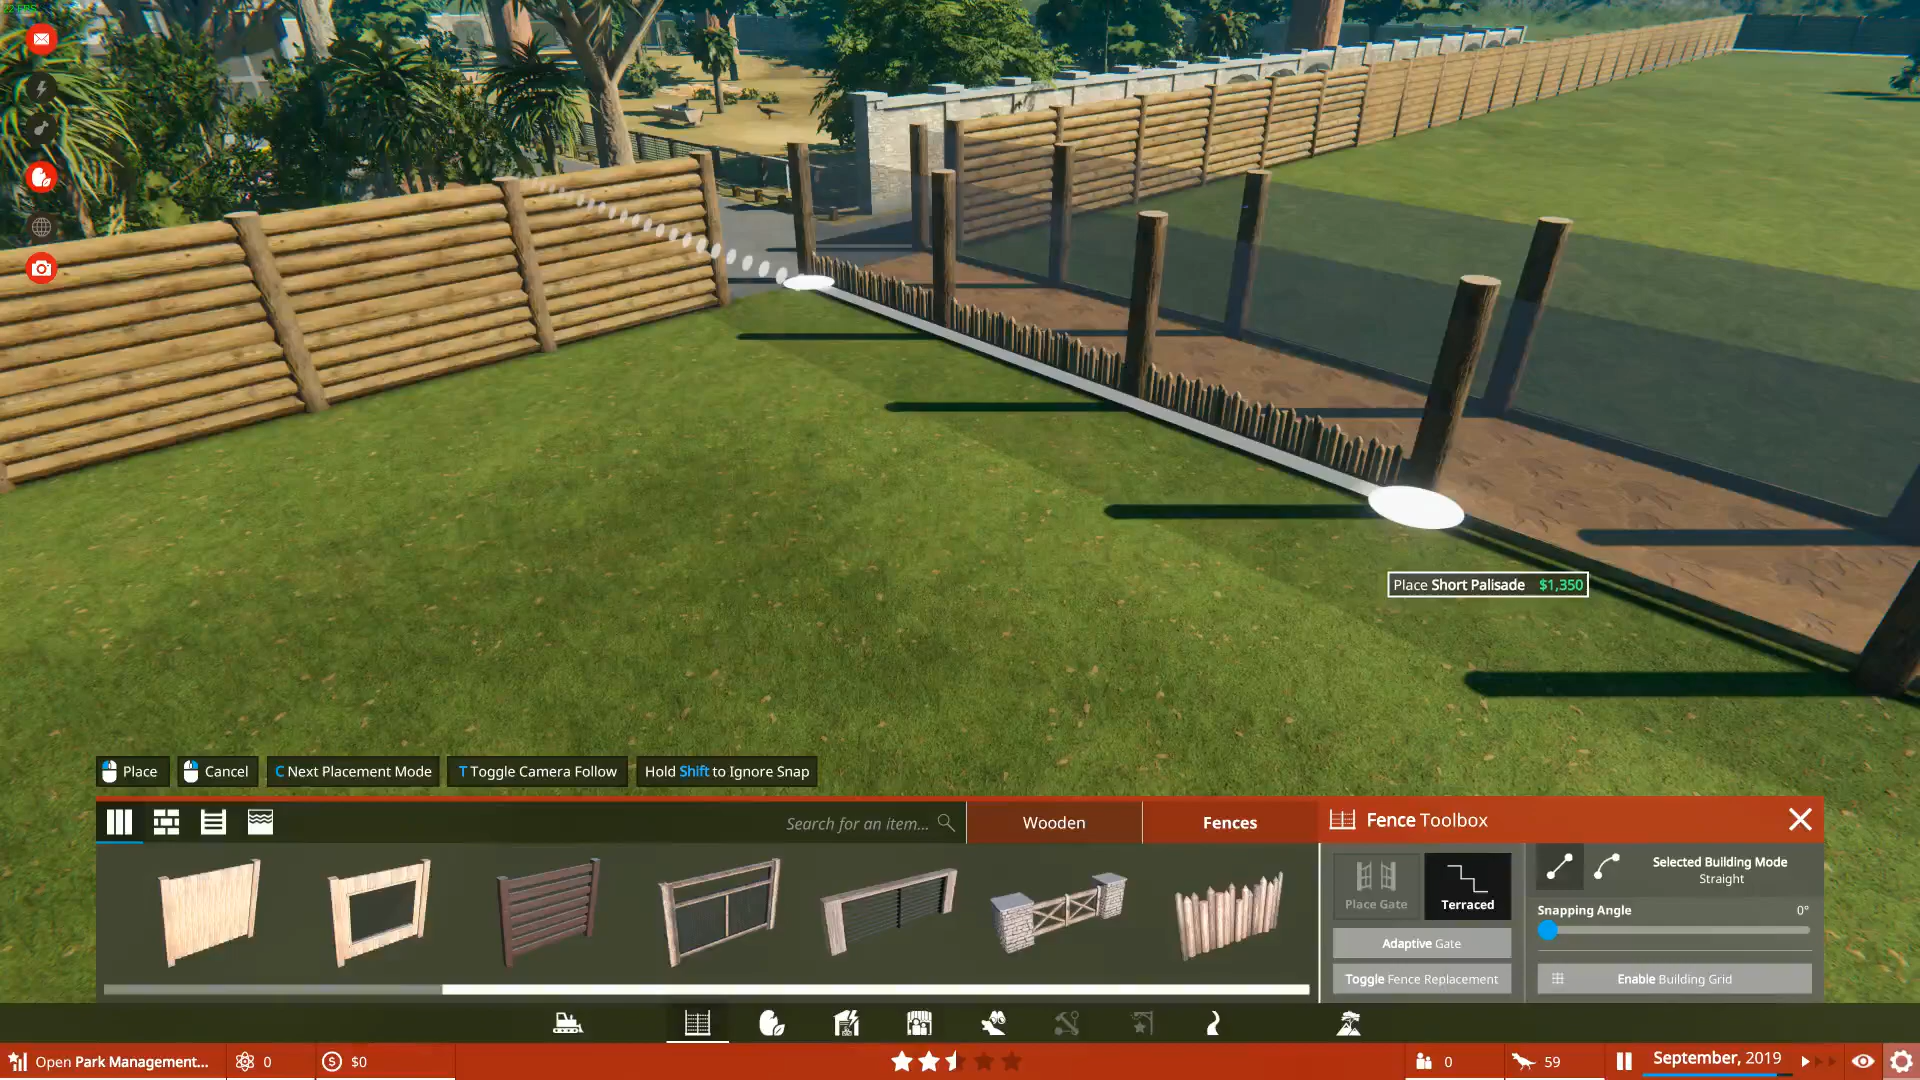 22 FPS
Place Short Palisade $1,350
Place
Cancel
C Next Placement Mode
T Toggle Camera Follow
Hold Shift to Ignore Snap
Search for an item...
Wooden
Fences
Fence Toolbox
Place Gate
Terraced
Adaptive Gate
Toggle Fence Replacement
Selected Building Mode
Straight
Snapping Angle 0°
Enable Building Grid
Open Park Management...
0
$0
0
59
September, 2019